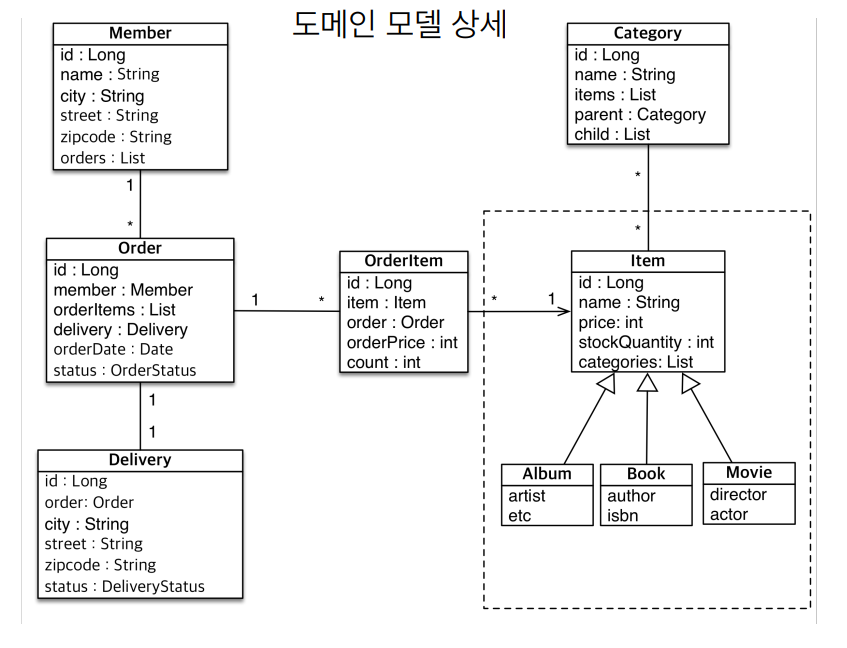 도메인 모델 상세
Member
id : Long
name : String
city : String
street : String
zipcode : String
orders : List
Category
id : Long
name : String
items : List
parent : Category
child : List
1
*
*
*
Order
id : Long
member : Member
orderItems : List
delivery : Delivery
orderDate : Date
status : OrderStatus
1
*
OrderItem
id : Long
item : Item
order : Order
orderPrice : int
count : int
*
1
Item
id : Long
name : String
price: int
stockQuantity : int
categories: List
1
1
Delivery
id : Long
order: Order
city : String
street : String
zipcode : String
status : DeliveryStatus
Album
artist
etc
Book
author
isbn
Movie
director
actor